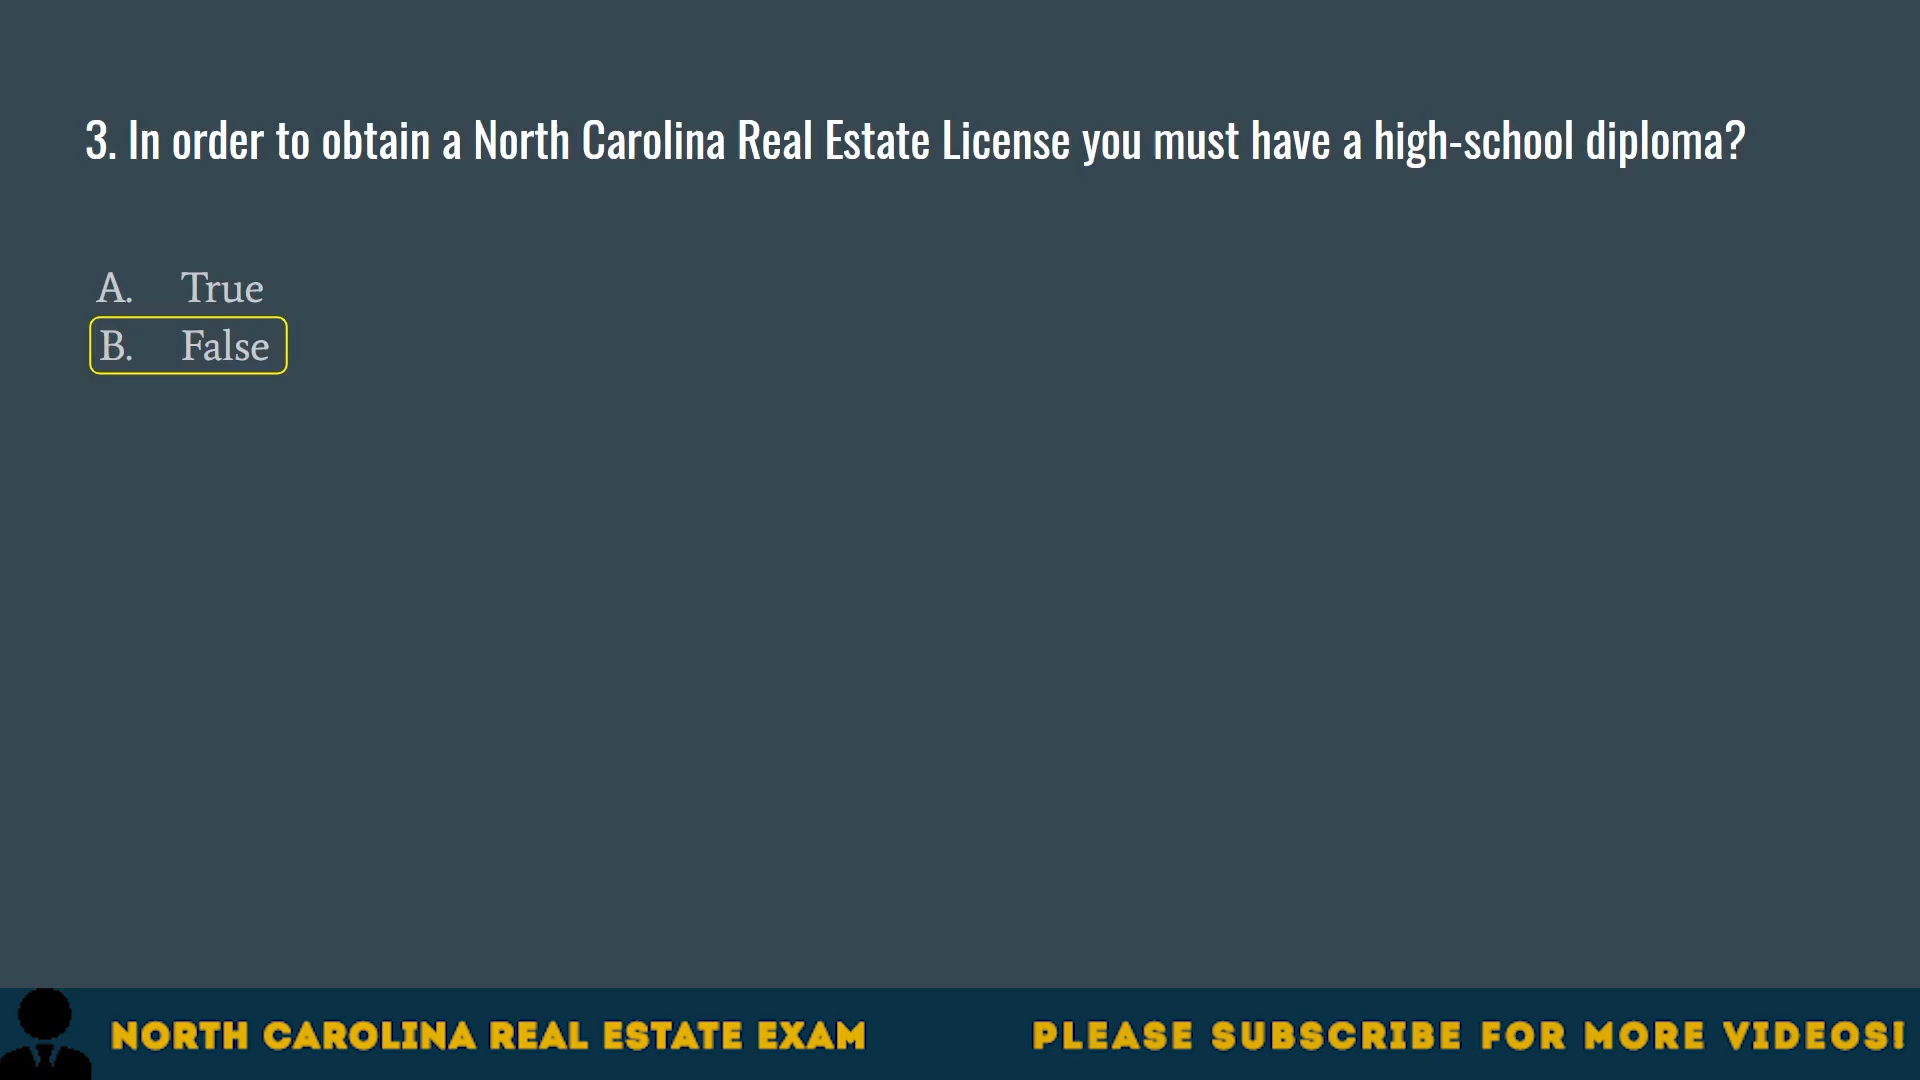 3. In order to obtain a North Carolina Real Estate License you must have a high-school diploma?
A. True
B. False
NORTH CAROLINA REAL ESTATE EXAM
PLEASE SUBSCRIBE FOR MORE VIDEOS!